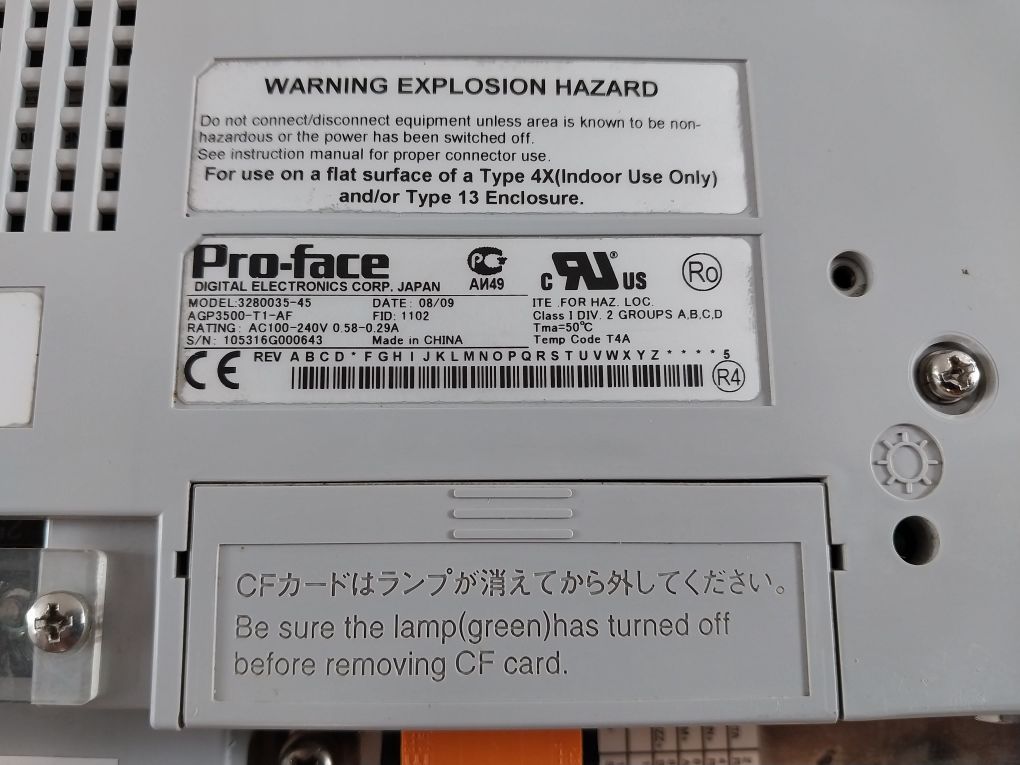 WARNING EXPLOSION HAZARD
Do not connect/disconnect equipment unless area is known to be non-
hazardous or the power has been switched off.
See instruction manual for proper connector use.
For use on a flat surface of a Type 4X(Indoor Use Only)
and/or Type 13 Enclosure.
Pro-face
DIGITAL ELECTRONICS CORP. JAPAN
РС
АИ49
c RU® US
Ro
MODEL:3280035-45 DATE: 08/09
AGP3500-T1-AF FID: 1102
RATING: AC100-240V 0.58-0.29A
S/N: 105316G000643 Made in CHINA
ITE .FOR HAZ. LOC.
Class I DIV. 2 GROUPS A,B,C,D
Tma=50℃
Temp Code T4A
REV A B C D * F G H I J K L M N O P Q R S T U V W X Y Z * * * * 5
CE
R4
CFカードはランプが消えてから外してください。
Be sure the lamp(green)has turned off
before removing CF card.